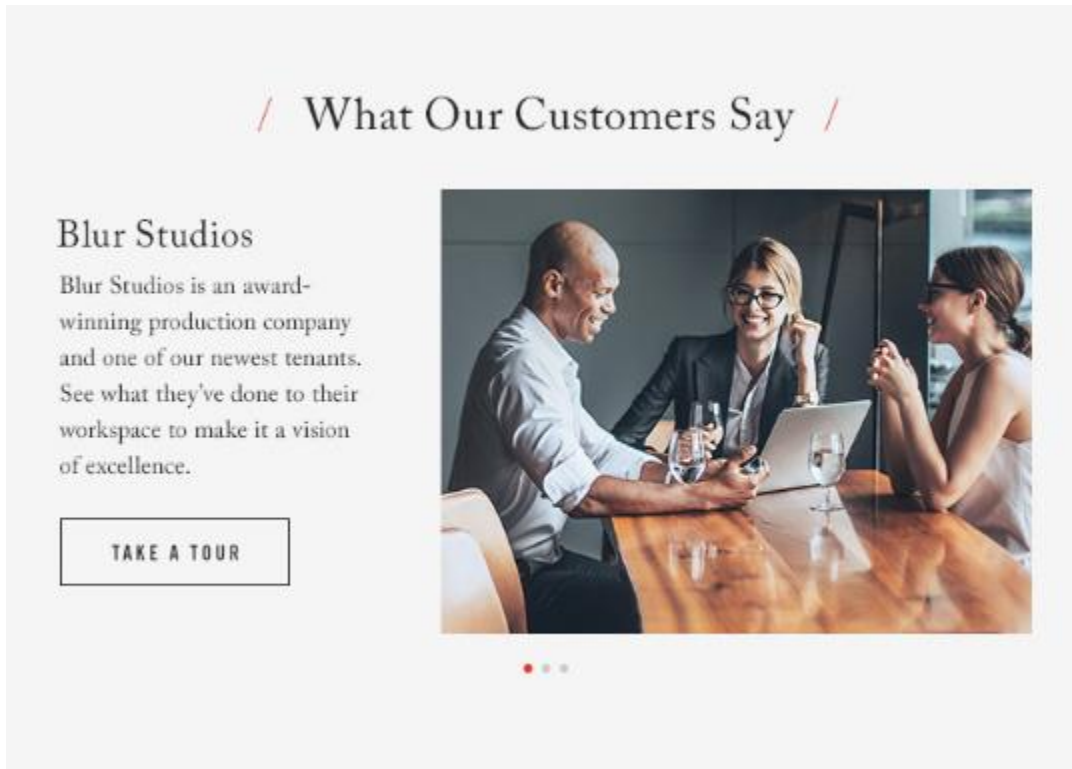 / What Our Customers Say /
Blur Studios
Blur Studios is an award-
winning production company
and one of our newest tenants.
See what they've done to their
workspace to make it a vision
of excellence.
TAKE A TOUR